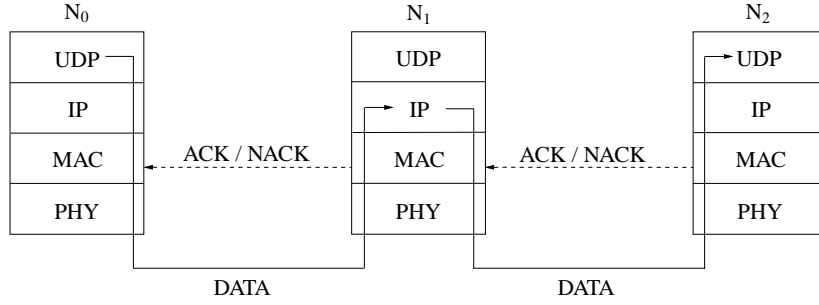 N₀ N₁ N₂
UDP UDP UDP
IP IP IP
MAC ACK / NACK MAC ACK / NACK MAC
PHY PHY PHY
DATA DATA